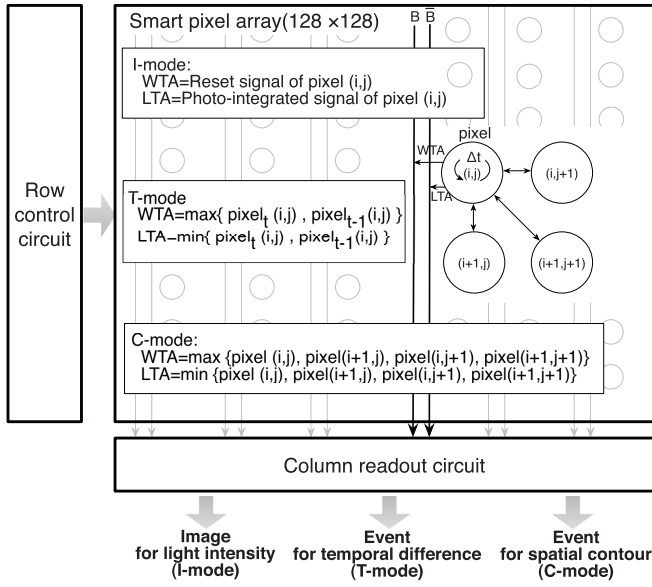 Smart pixel array(128 ×128)
B B̅
I-mode:
WTA=Reset signal of pixel (i,j)
LTA=Photo-integrated signal of pixel (i,j)
pixel
WTA
Δt
(i,j)
LTA
(i,j+1)
(i+1,j)
(i+1,j+1)
Row
control
circuit
T-mode
WTA=max{ pixelt (i,j) , pixelt-1(i,j) }
LTA=min{ pixelt (i,j) , pixelt-1(i,j) }
C-mode:
WTA=max {pixel (i,j), pixel(i+1,j), pixel(i,j+1), pixel(i+1,j+1)}
LTA=min {pixel (i,j), pixel(i+1,j), pixel(i,j+1), pixel(i+1,j+1)}
Column readout circuit
Image
for light intensity
(I-mode)
Event
for temporal difference
(T-mode)
Event
for spatial contour
(C-mode)